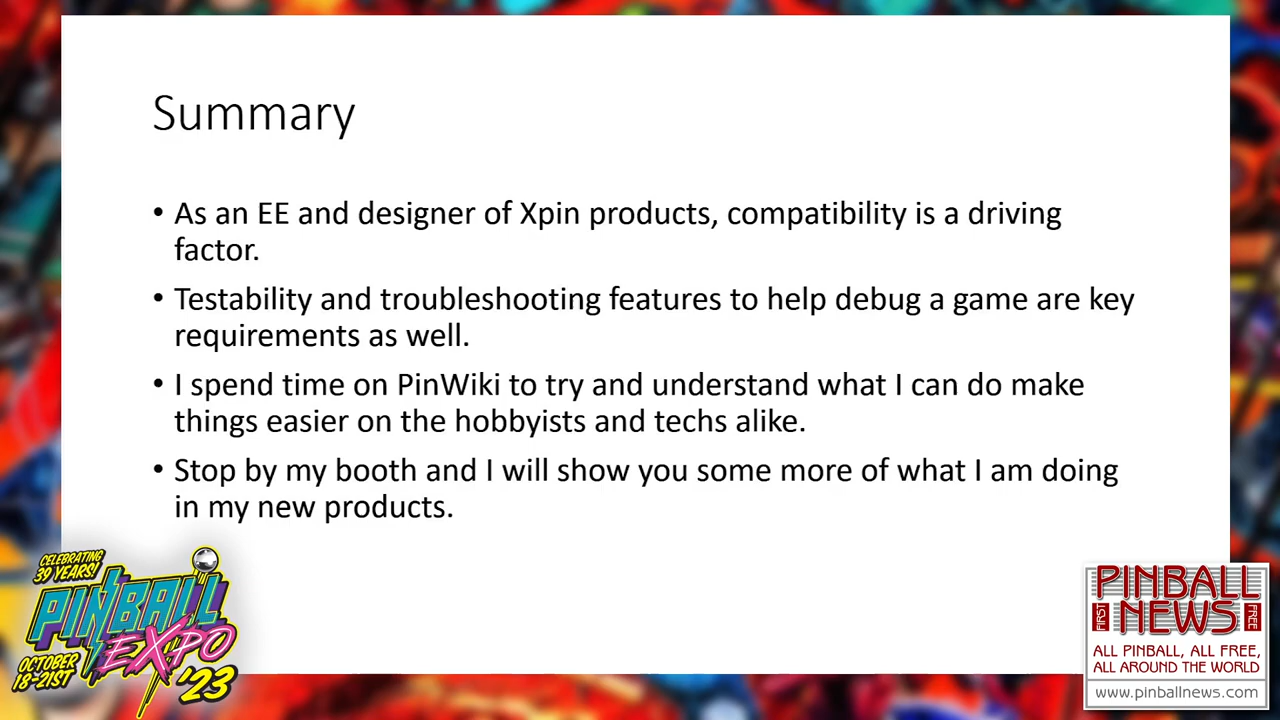 Summary
• As an EE and designer of Xpin products, compatibility is a driving
factor.
• Testability and troubleshooting features to help debug a game are key
requirements as well.
• I spend time on PinWiki to try and understand what I can do make
things easier on the hobbyists and techs alike.
• Stop by my booth and I will show you some more of what I am doing
in my new products.
CELEBRATING
39 YEARS!
PINBALL
EXPO
OCTOBER
18-21ST
'23
PINBALL
FIRST NEWS FREE
ALL PINBALL, ALL FREE,
ALL AROUND THE WORLD
www.pinballnews.com